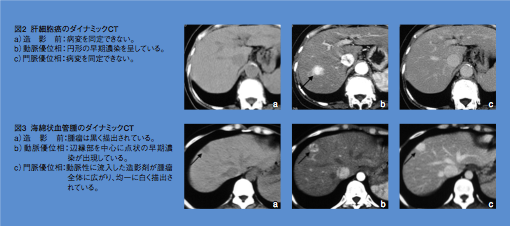 図2 肝細胞癌のダイナミックCT
a)造 影 前：病変を同定できない。
b)動脈優位相：円形の早期濃染を呈している。
c)門脈優位相：病変を同定できない。
a
b
c
図3 海綿状血管腫のダイナミックCT
a)造 影 前：腫瘤は黒く描出されている。
b)動脈優位相：辺縁部を中心に点状の早期濃
染が出現している。
c)門脈優位相：動脈性に流入した造影剤が腫瘤
全体に広がり、均一に白く描出さ
れている。
a
b
c